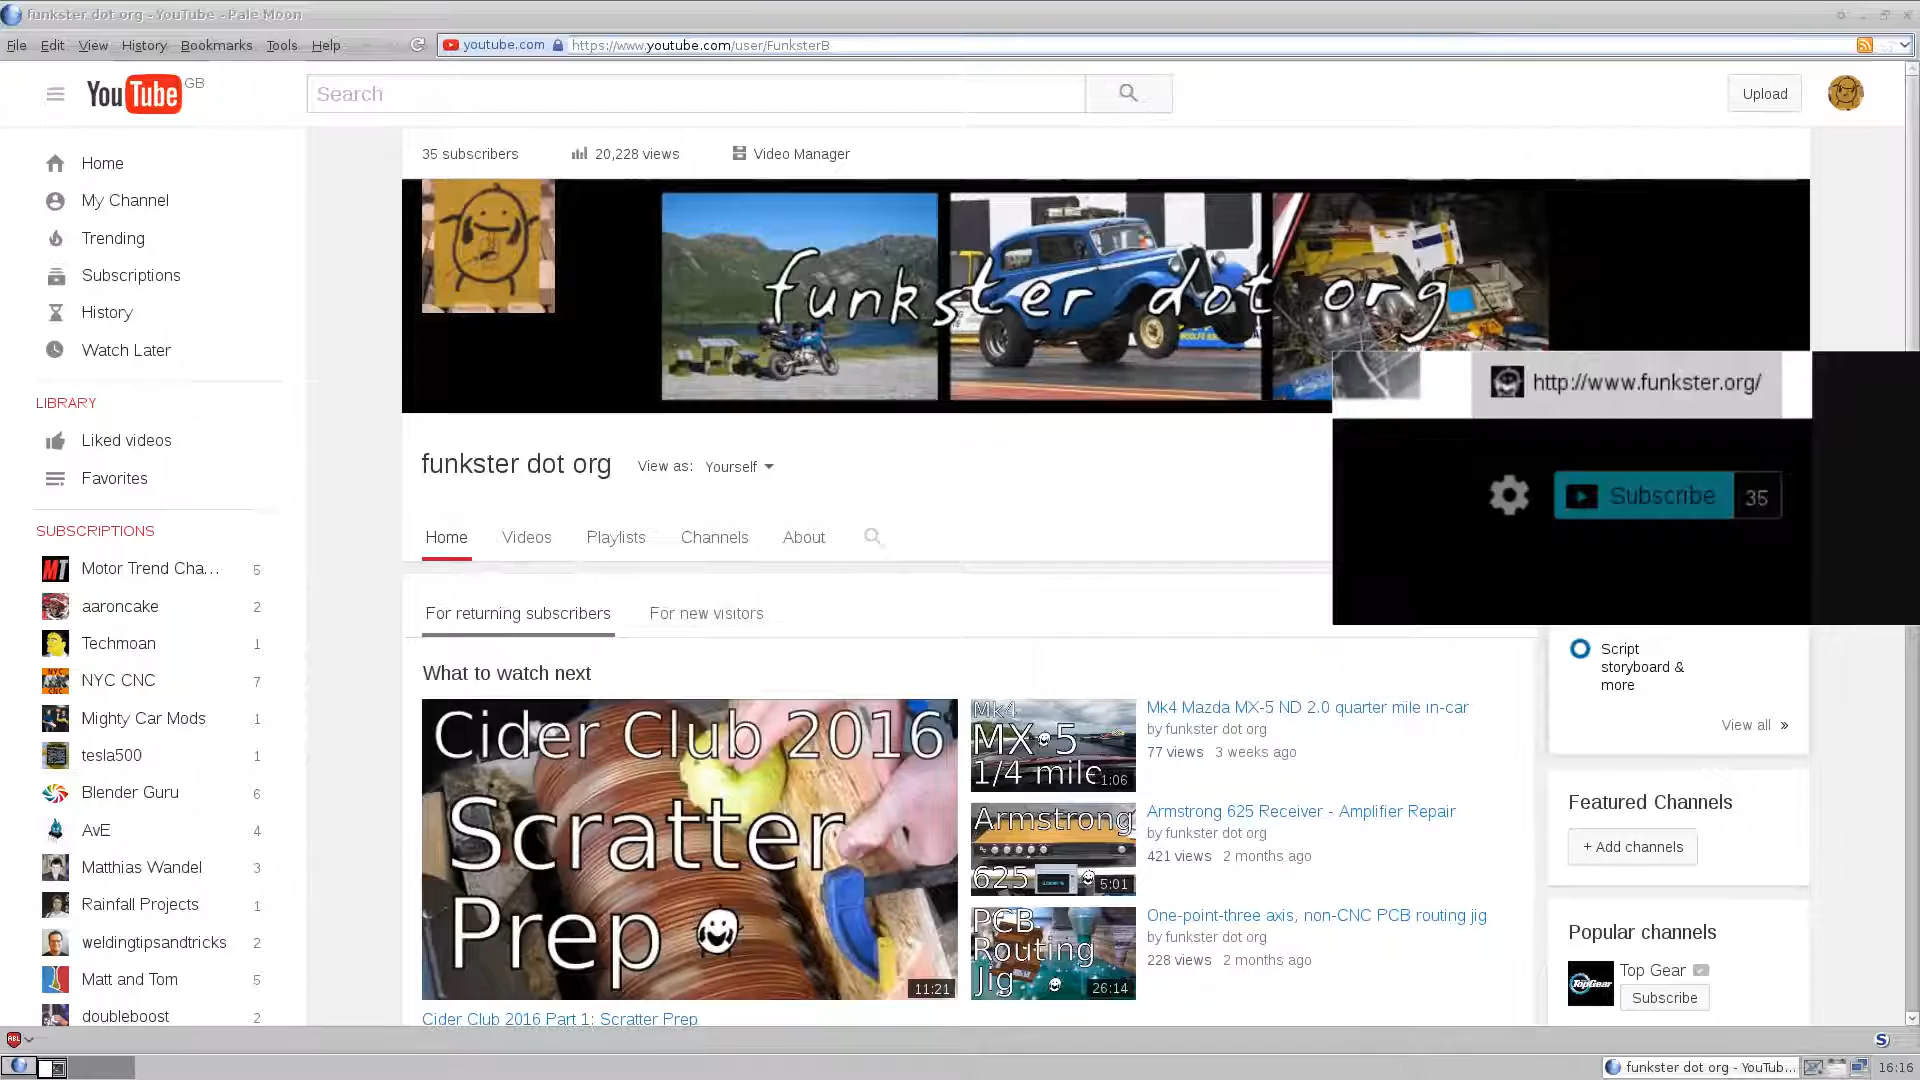 funkster dot org - YouTube - Pale Moon
File Edit View History Bookmarks Tools Help
youtube.com https://www.youtube.com/user/FunksterB
YouTube GB
Search
Upload
Home
My Channel
Trending
Subscriptions
History
Watch Later
LIBRARY
Liked videos
Favorites
SUBSCRIPTIONS
Motor Trend Cha... 5
aaroncake 2
Techmoan 1
NYC CNC 7
Mighty Car Mods 1
tesla500 1
Blender Guru 6
AvE 4
Matthias Wandel 3
Rainfall Projects 1
weldingtipsandtricks 2
Matt and Tom 5
doubleboost 2
35 subscribers 20,228 views Video Manager
funkster dot org
http://www.funkster.org/
Subscribe 35
funkster dot org View as: Yourself
Home Videos Playlists Channels About
For returning subscribers For new visitors
What to watch next
Cider Club 2016
Scratter
Prep
11:21
Cider Club 2016 Part 1: Scratter Prep
Mk4
MX-5
1/4 mile 1:06
Mk4 Mazda MX-5 ND 2.0 quarter mile in-car
by funkster dot org
77 views 3 weeks ago
Armstrong
625 5:01
Armstrong 625 Receiver - Amplifier Repair
by funkster dot org
421 views 2 months ago
PCB
Routing
Jig 26:14
One-point-three axis, non-CNC PCB routing jig
by funkster dot org
228 views 2 months ago
Script
storyboard &
more
View all »
Featured Channels
+ Add channels
Popular channels
TopGear
Top Gear
Subscribe
ABL
funkster dot org - YouTub... 16:16